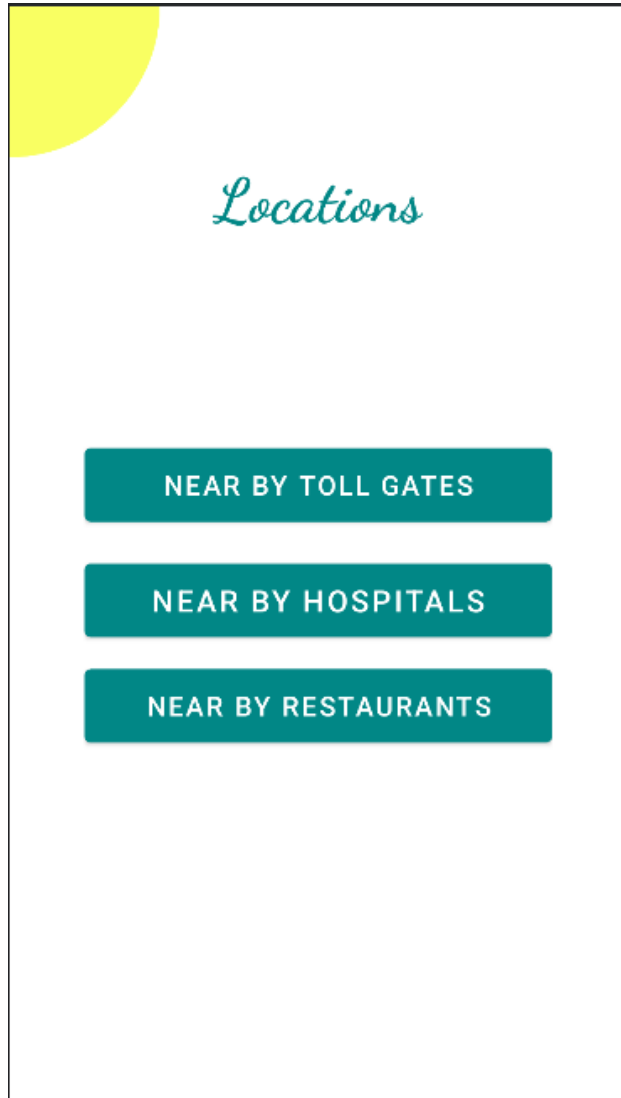 Locations
NEAR BY TOLL GATES
NEAR BY HOSPITALS
NEAR BY RESTAURANTS